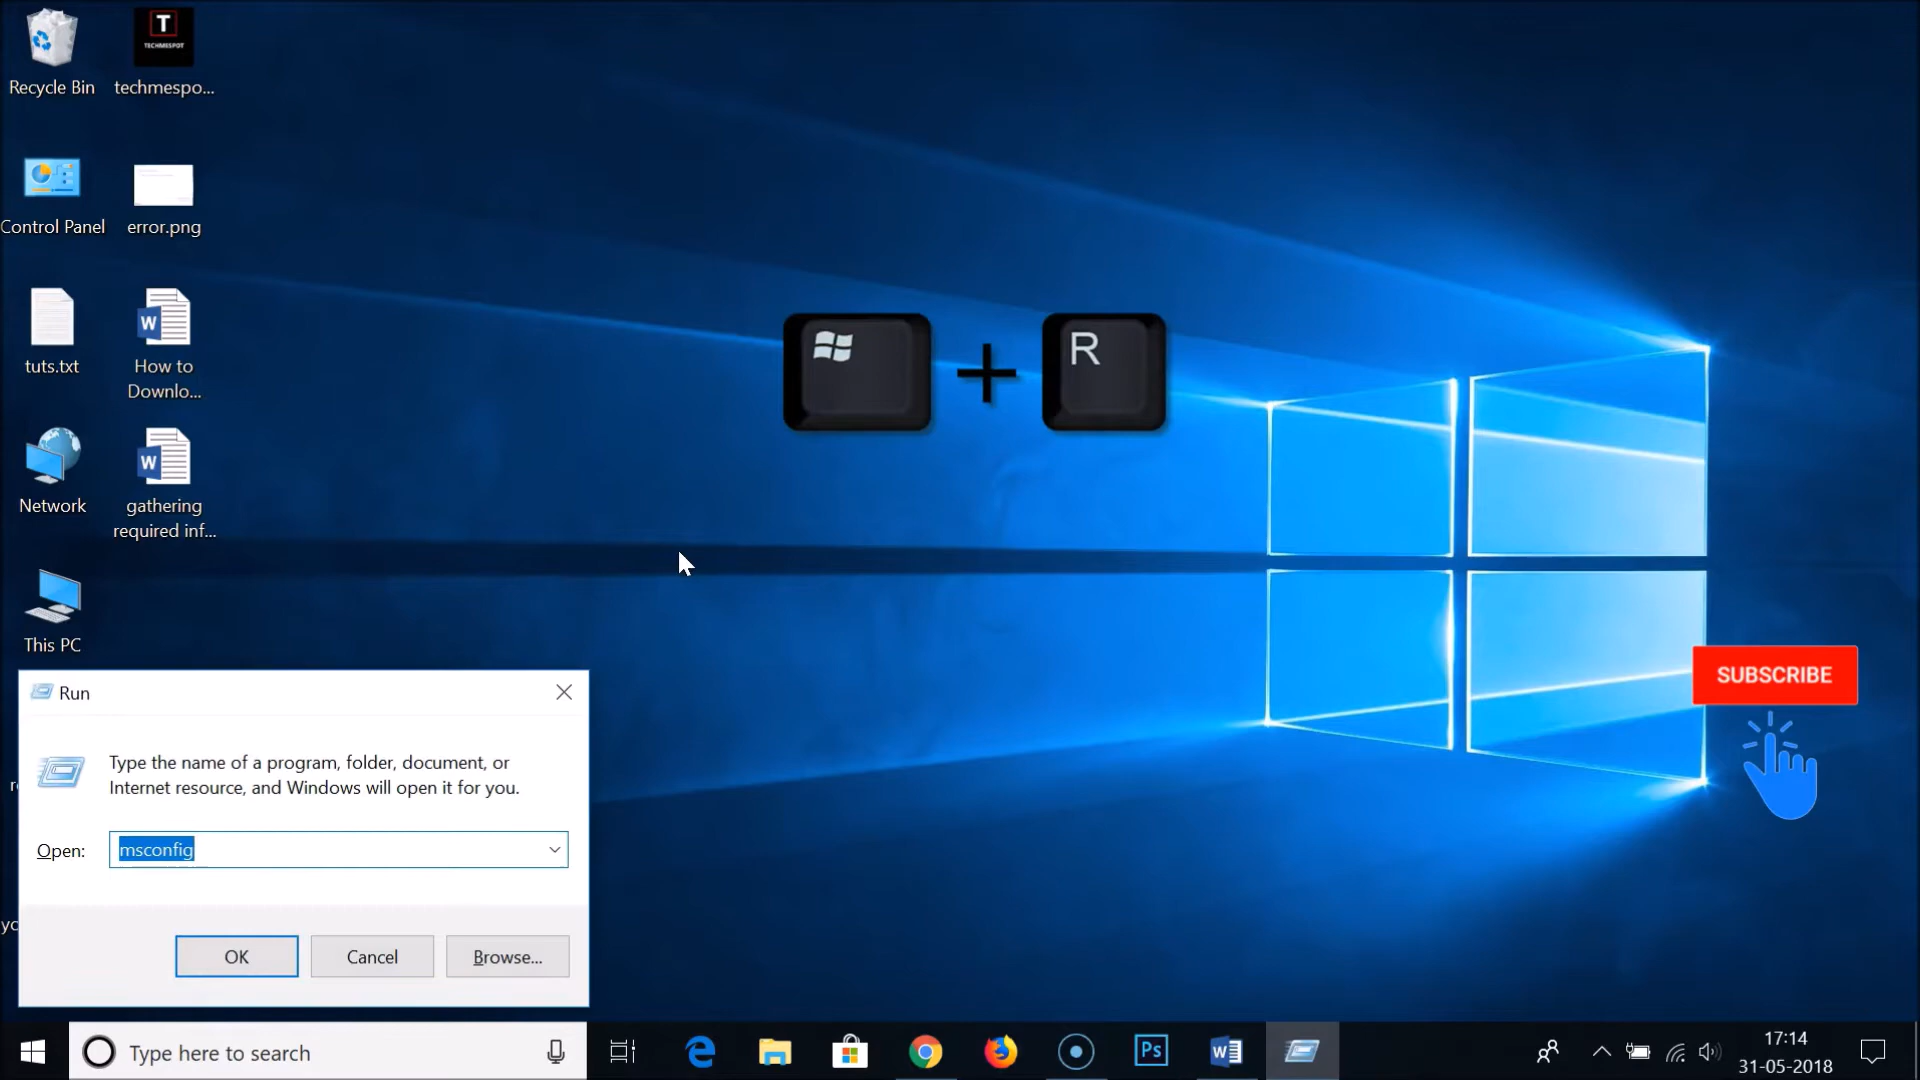 T
TECHMESPOT
Recycle Bin
techmespo...
Control Panel
error.png
tuts.txt
W
How to
Downlo...
Network
W
gathering
required inf...
This PC
R
SUBSCRIBE
Run
Type the name of a program, folder, document, or
Internet resource, and Windows will open it for you.
Open:
msconfig
OK
Cancel
Browse...
Type here to search
Ps
W
17:14
31-05-2018